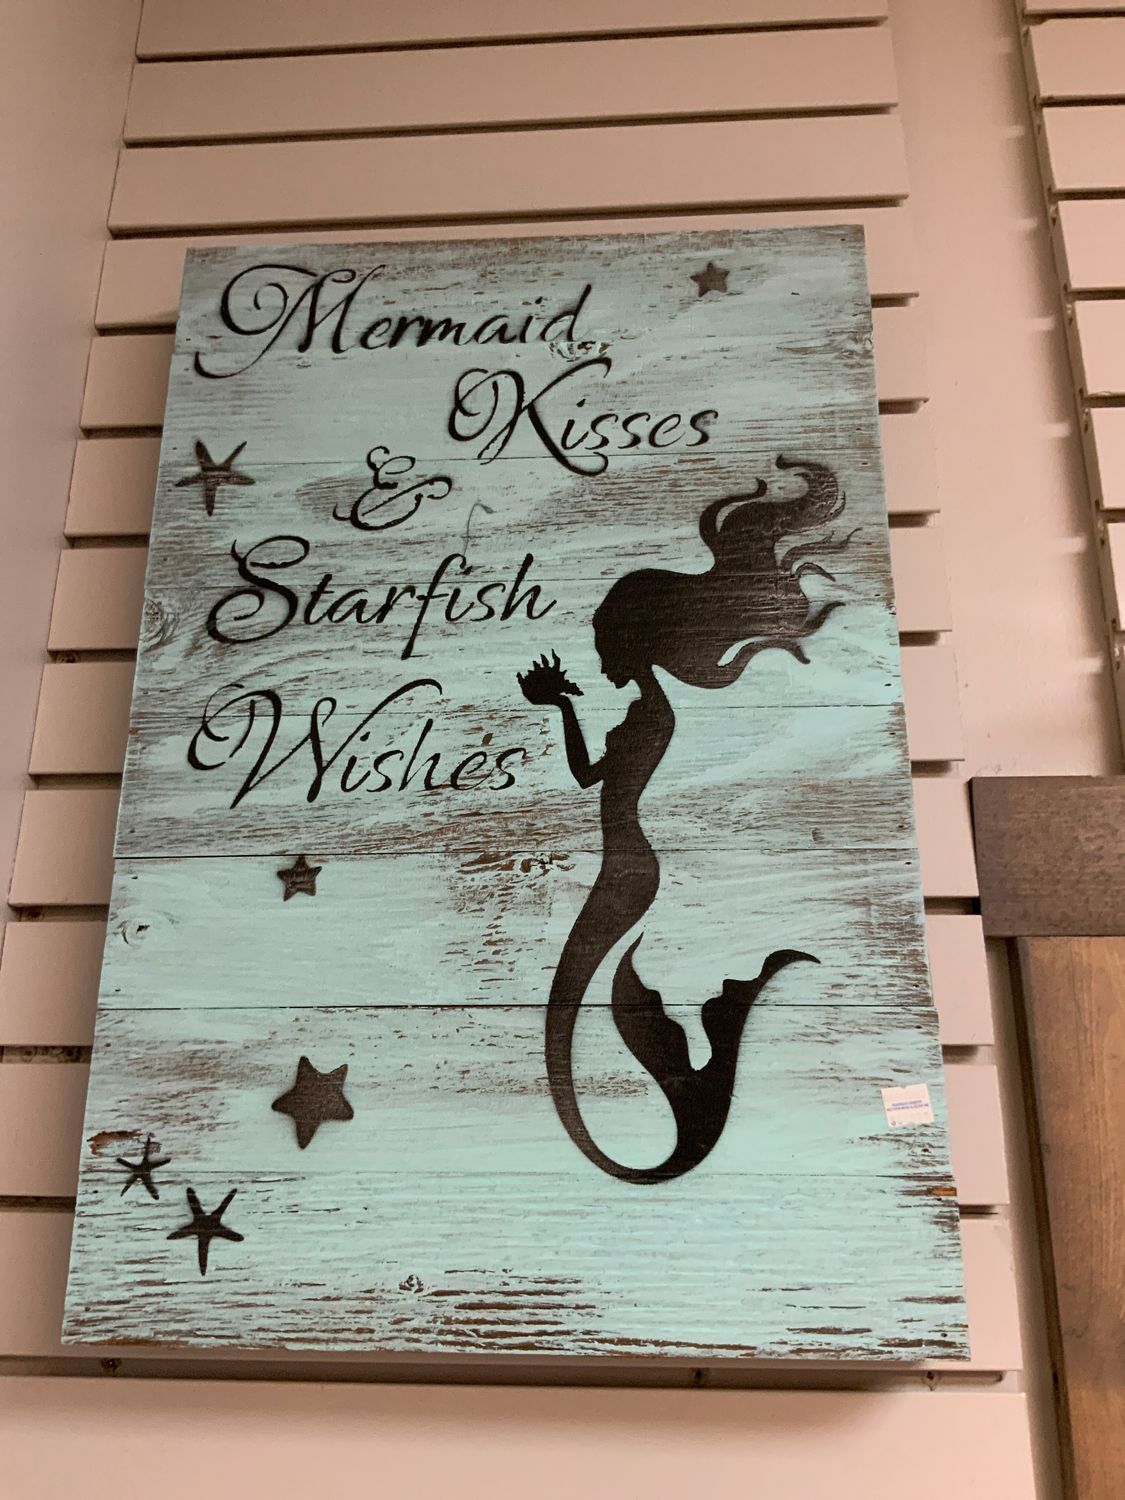 Mermaid
Kisses
&
Starfish
Wishes